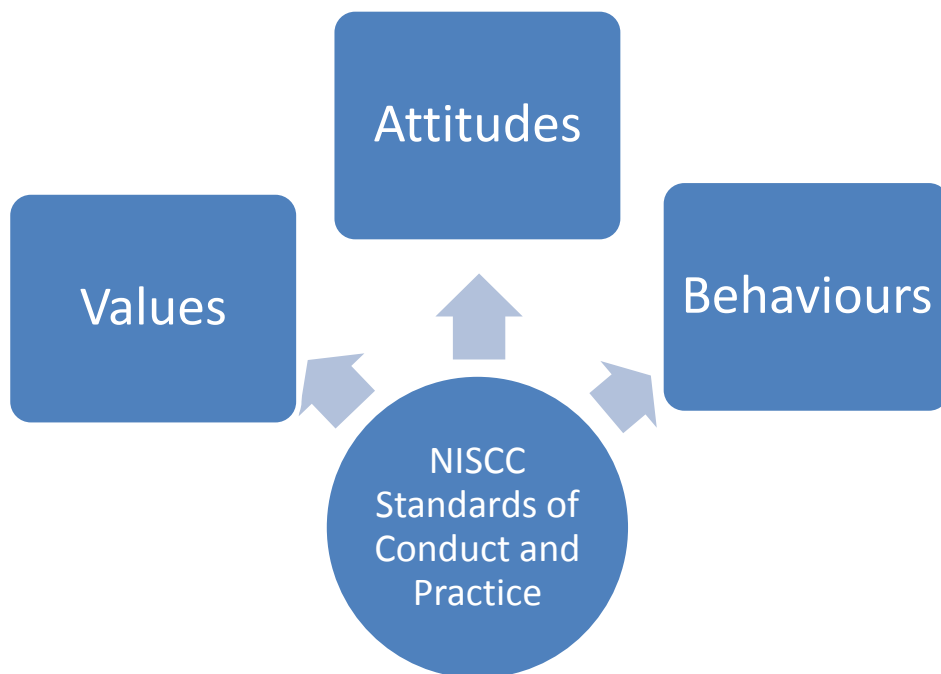 Attitudes
Values
Behaviours
NISCC
Standards of
Conduct and
Practice